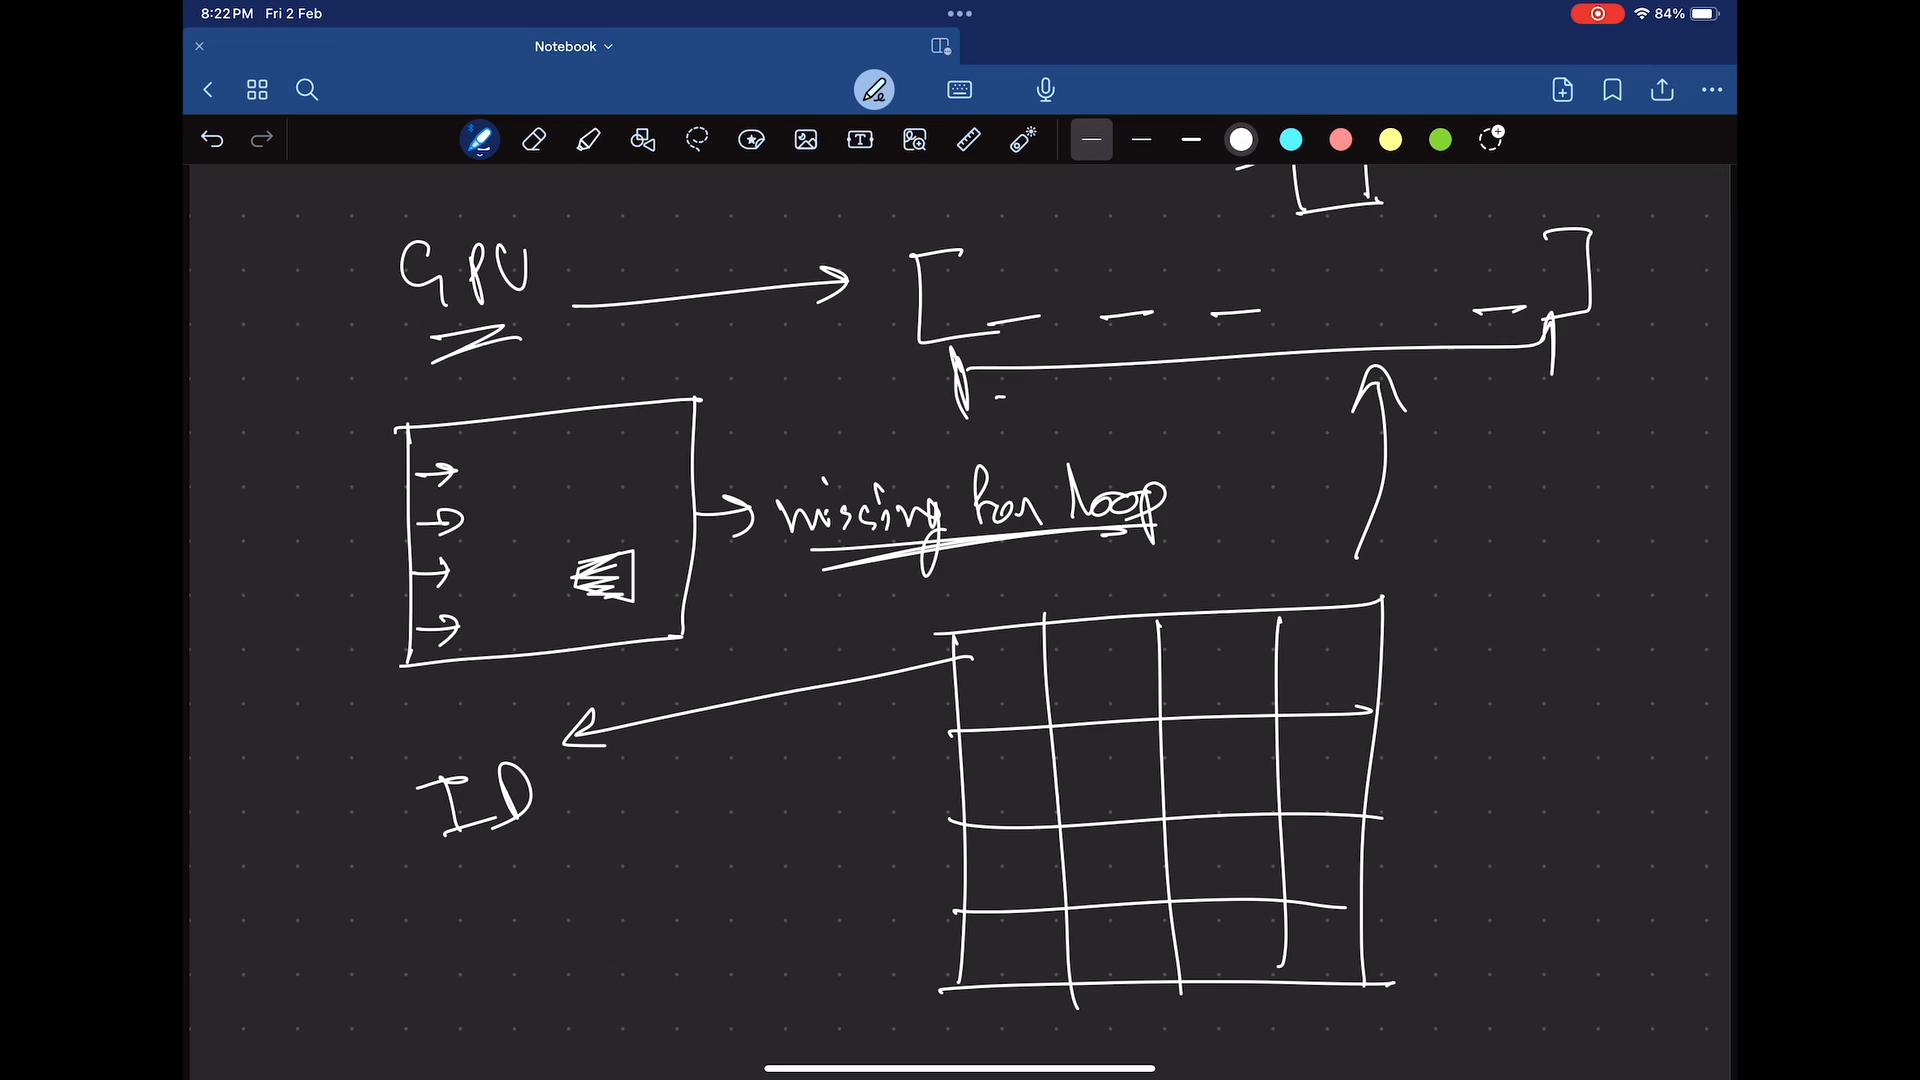 8:22 PM Fri 2 Feb
84%
Notebook
GPU
missing for loop
ID